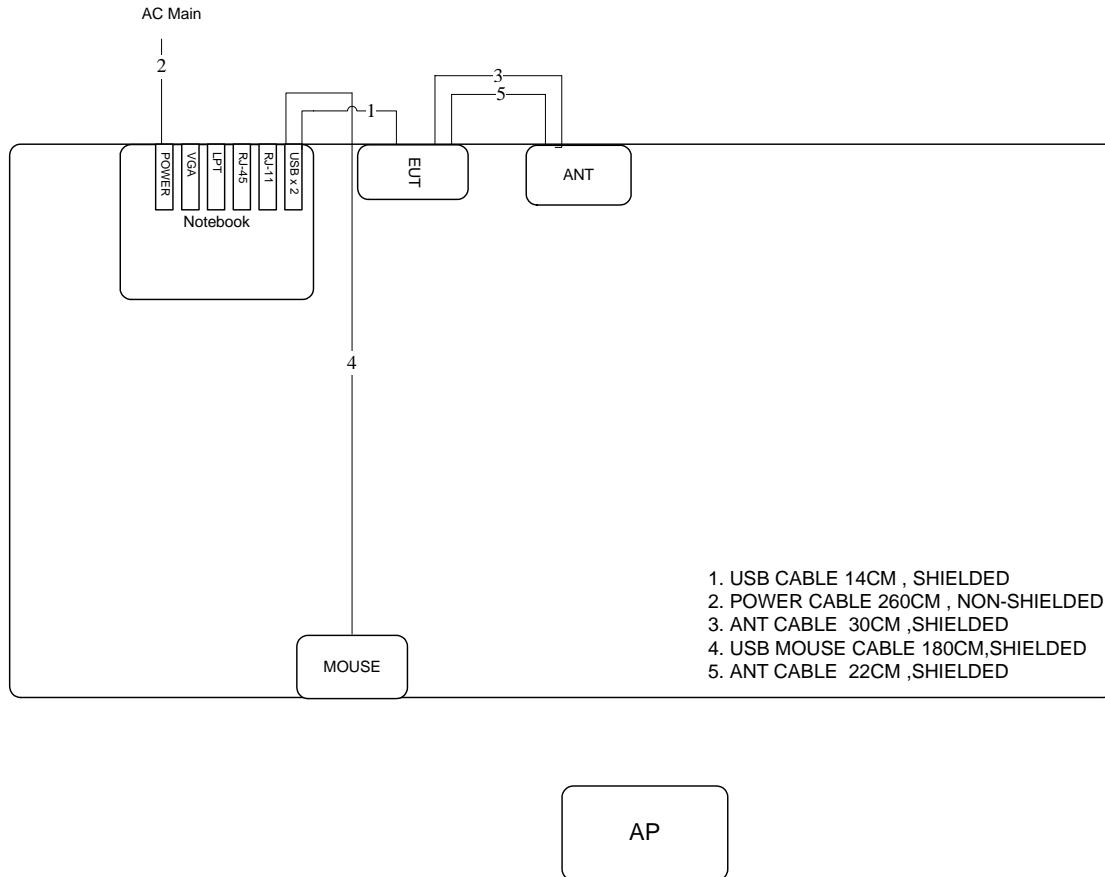 AC Main
2
3
5
1
POWER
VGA
LPT
RJ-45
RJ-11
USB x 2
Notebook
EUT
ANT
4
1. USB CABLE 14CM , SHIELDED
2. POWER CABLE 260CM , NON-SHIELDED
3. ANT CABLE  30CM ,SHIELDED
4. USB MOUSE CABLE 180CM,SHIELDED
5. ANT CABLE  22CM ,SHIELDED
MOUSE
AP